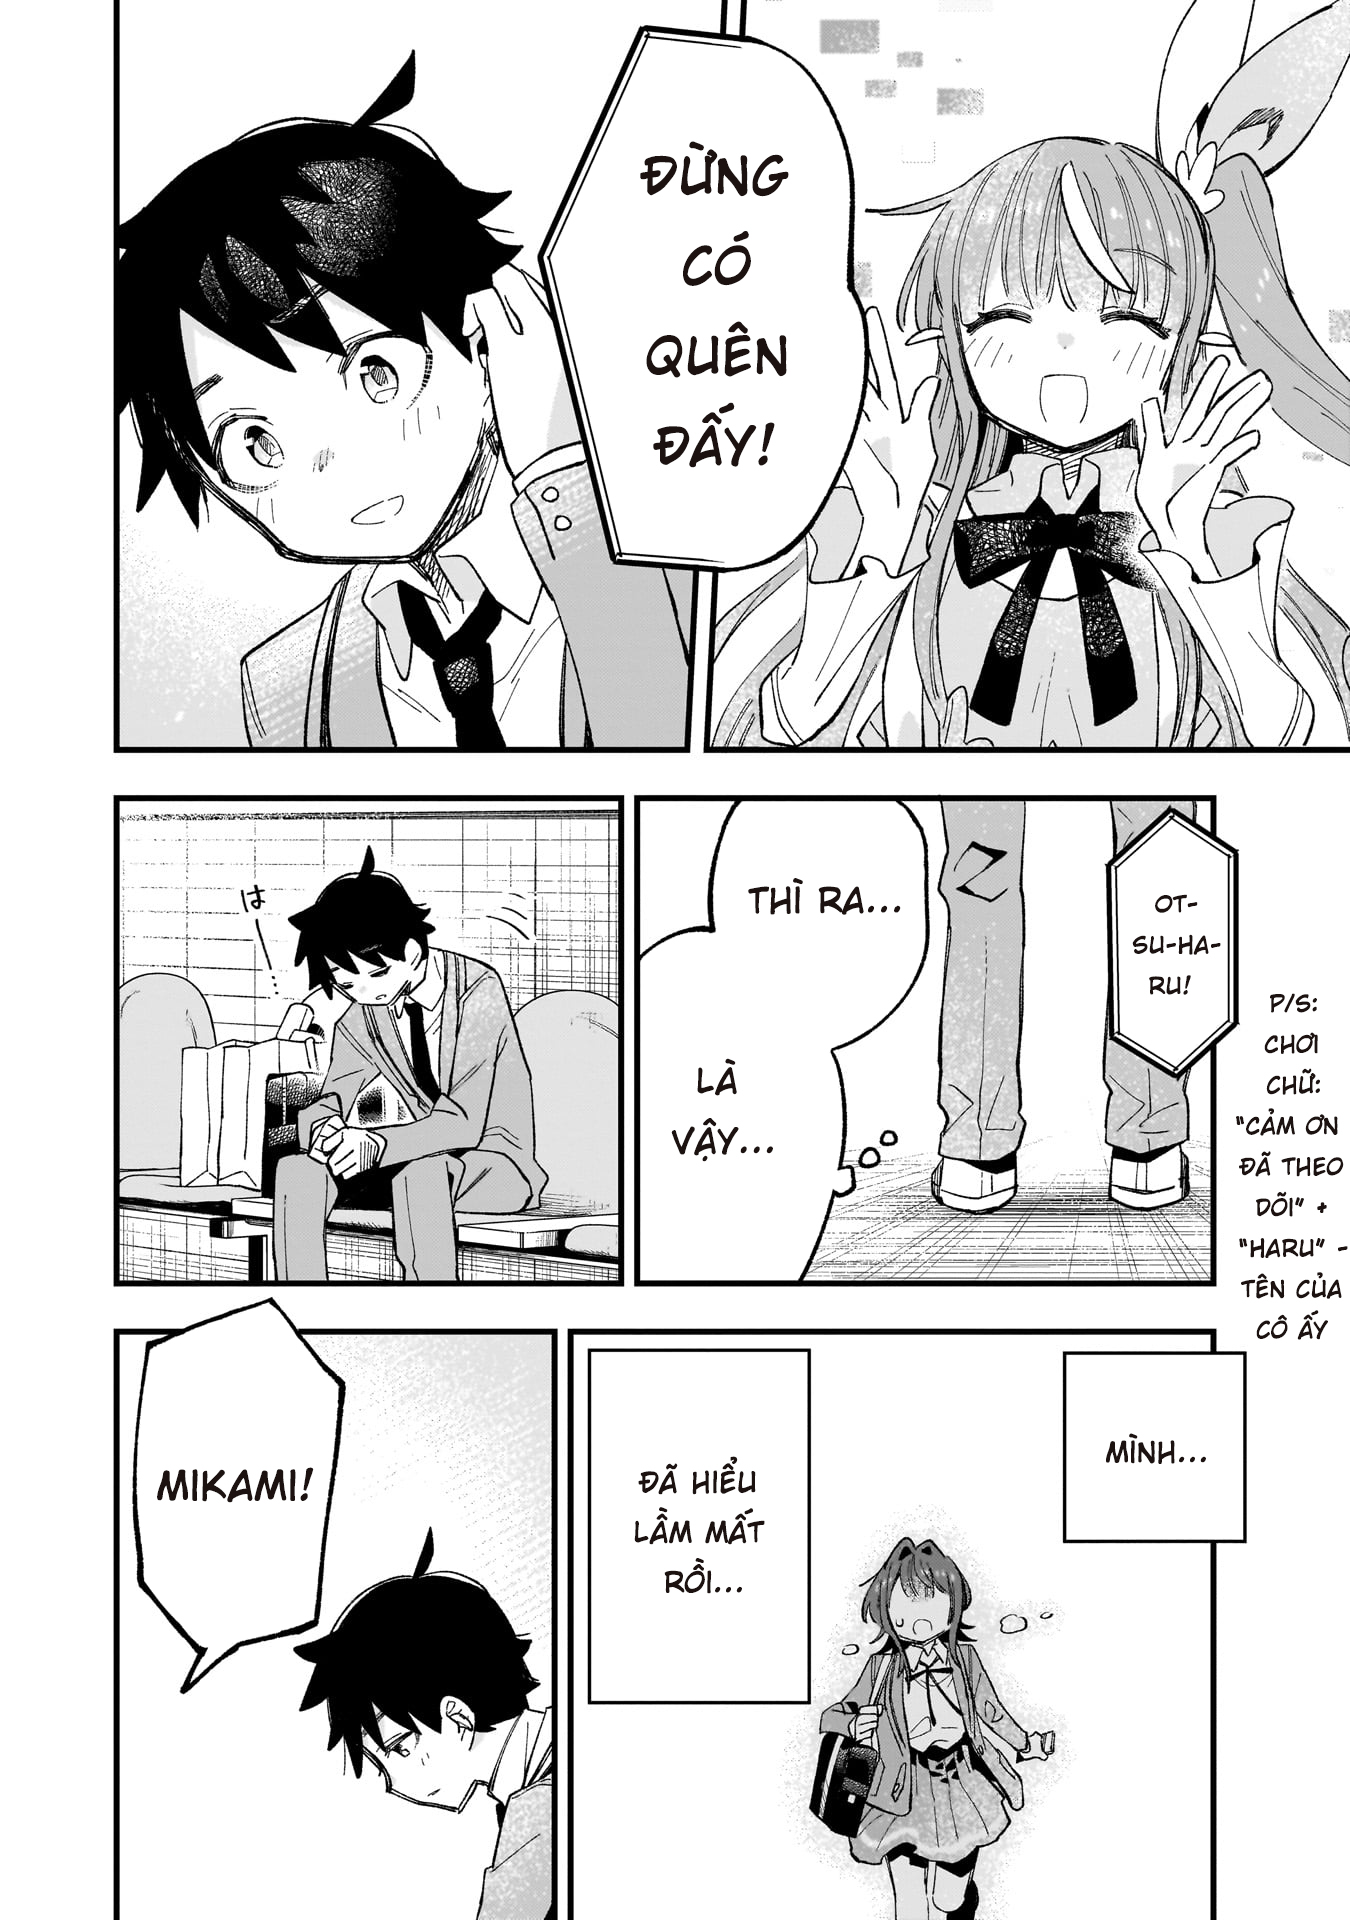 ĐỪNG
CÓ
QUÊN
ĐẤY!
OT-
SU-HA-
RU!
P/S:
CHƠI
CHỮ:
"CẢM ƠN
ĐÃ THEO
DÕI" +
"HARU" -
TÊN CỦA
CÔ ẤY
THÌ RA...
LÀ
VẬY...
は
MÌNH...
ĐÃ HIỂU
LẦM MẤT
RỒI...
MIKAMI!